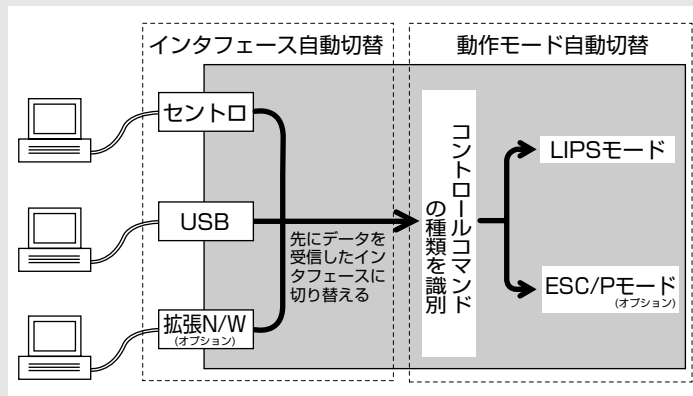 インタフェース自動切替
動作モード自動切替
セントロ
USB
拡張N/W
(オプション)
先にデータを
受信したイン
タフェースに
切り替える
コントロールコマンド
の種類を識別
LIPSモード
ESC/Pモード
(オプション)